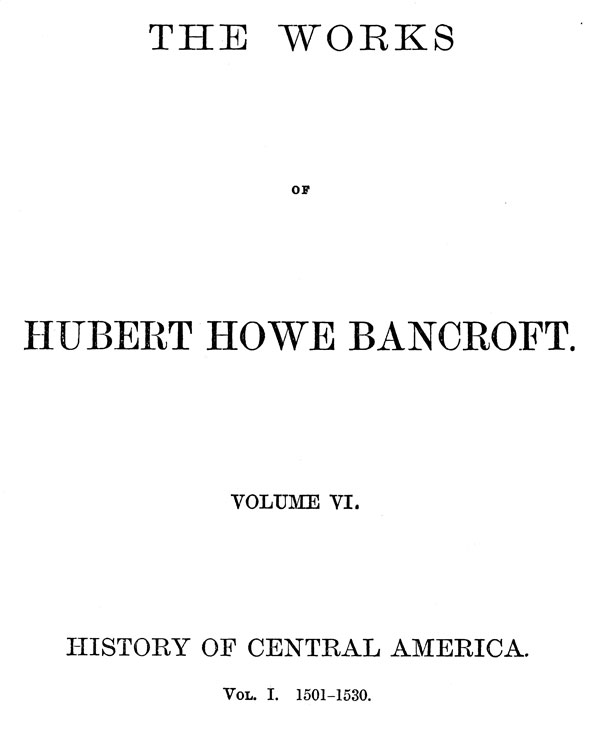 THE WORKS
OF
HUBERT HOWE BANCROFT.
VOLUME VI.
HISTORY OF CENTRAL AMERICA.
VOL. I. 1501–1530.